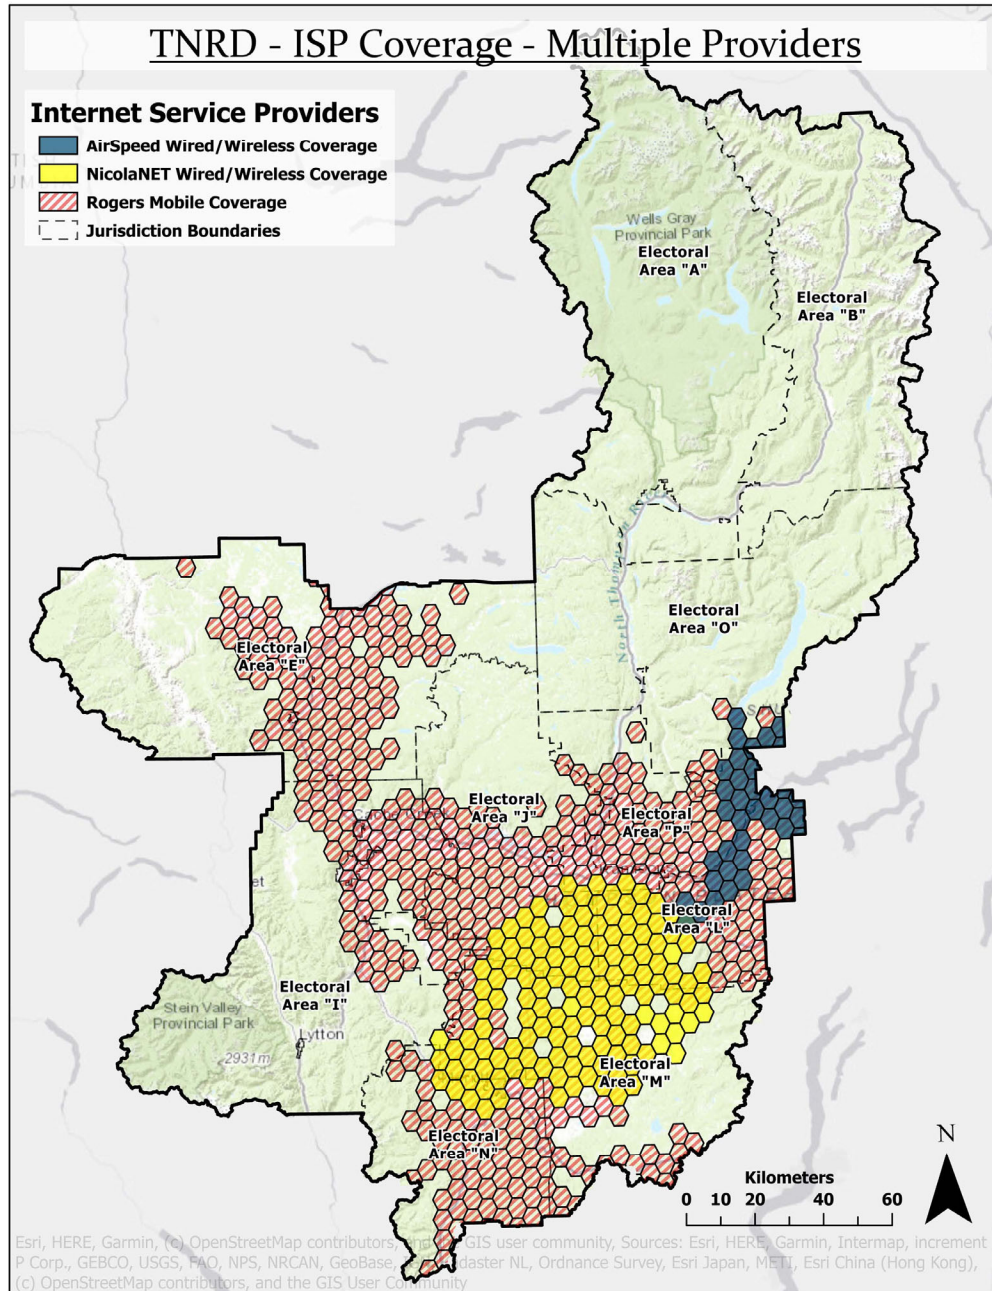 TNRD - ISP Coverage - Multiple Providers
Internet Service Providers
AirSpeed Wired/Wireless Coverage
NicolaNET Wired/Wireless Coverage
Rogers Mobile Coverage
Jurisdiction Boundaries
Wells Gray
Provincial Park
Electoral
Area "A"
Electoral
Area "B"
North Thompson River
Electoral
Area "O"
Electoral
Area "E"
Electoral
Area "J"
Electoral
Area "P"
Electoral
Area "L"
Electoral
Area "I"
Stein Valley
Provincial Park
Lytton
2931m
Electoral
Area "M"
Electoral
Area "N"
N
Kilometers
0 10 20 40 60
Esri, HERE, Garmin, (c) OpenStreetMap contributors, GIS user community, Sources: Esri, HERE, Garmin, Intermap, increment
P Corp., GEBCO, USGS, FAO, NPS, NRCAN, GeoBase, Kadaster NL, Ordnance Survey, Esri Japan, METI, Esri China (Hong Kong),
(c) OpenStreetMap contributors, and the GIS User Community